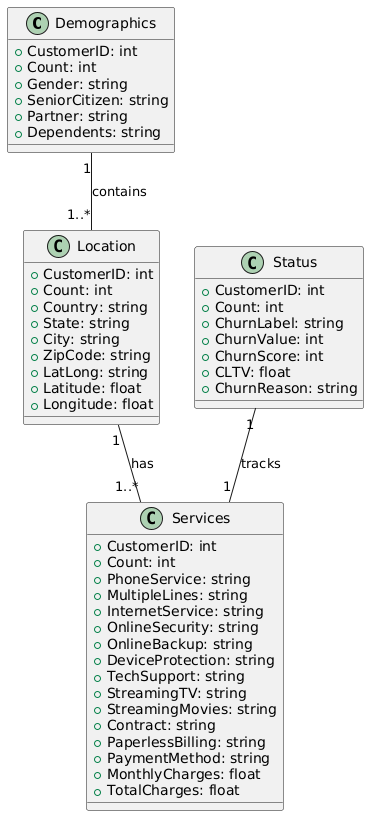 C Demographics
CustomerID: int
Count: int
Gender: string
SeniorCitizen: string
Partner: string
Dependents: string
1
contains
1..*
C Location
CustomerID: int
Count: int
Country: string
State: string
City: string
ZipCode: string
LatLong: string
Latitude: float
Longitude: float
C Status
CustomerID: int
Count: int
ChurnLabel: string
ChurnValue: int
ChurnScore: int
CLTV: float
ChurnReason: string
1
has
1..*
1
tracks
1
C Services
CustomerID: int
Count: int
PhoneService: string
MultipleLines: string
InternetService: string
OnlineSecurity: string
OnlineBackup: string
DeviceProtection: string
TechSupport: string
StreamingTV: string
StreamingMovies: string
Contract: string
PaperlessBilling: string
PaymentMethod: string
MonthlyCharges: float
TotalCharges: float